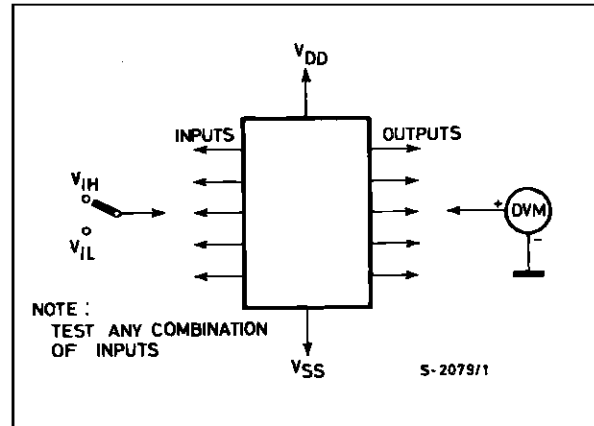 VDD
INPUTS
OUTPUTS
VIH
VIL
+ DVM
-
NOTE :
TEST ANY COMBINATION
OF INPUTS
VSS
S-2079/1